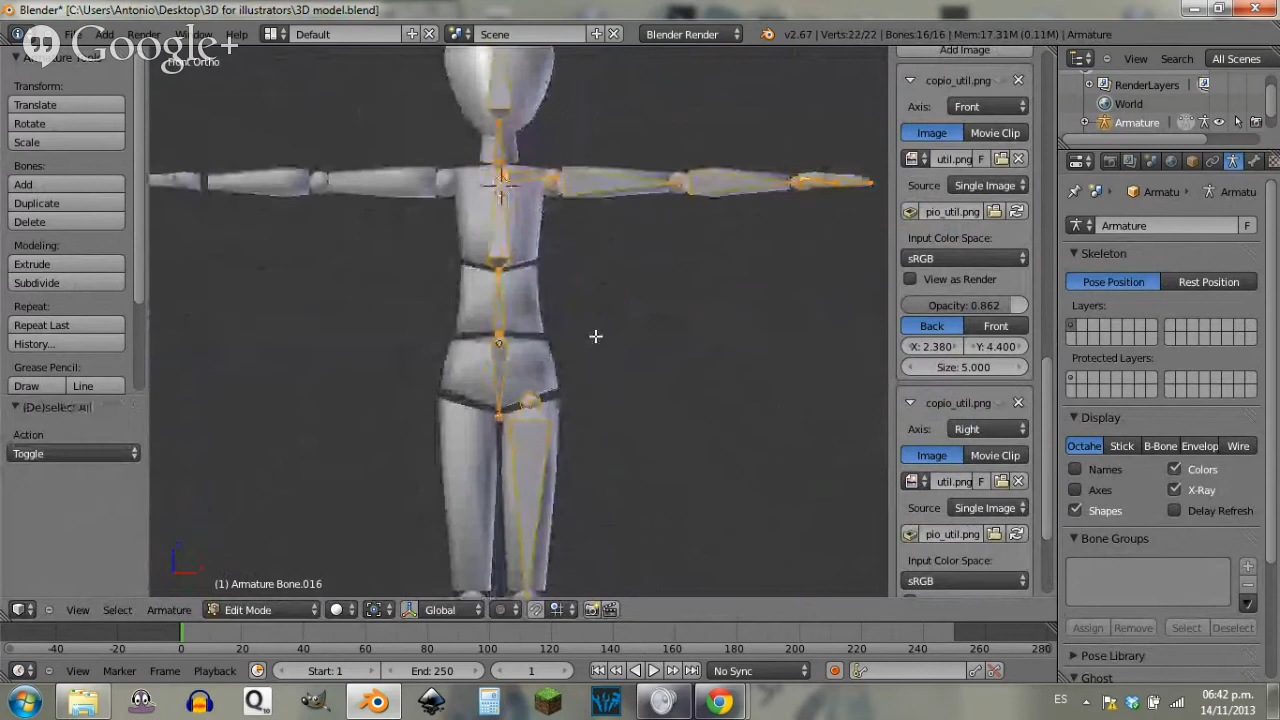 Blender* [C:\Users\Antonio\Desktop\3D for illustrators\3D model.blend]
File Add Render Window Help Default Scene Blender Render v2.67 | Verts:22/22 | Bones:16/16 | Mem:17.31M (0.11M) | Armature
Google+
Front Ortho
Armature Tools
Transform:
Translate
Rotate
Scale
Bones:
Add
Duplicate
Delete
Modeling:
Extrude
Subdivide
Repeat:
Repeat Last
History...
Grease Pencil:
Draw Line
(De)select all
Action
Toggle
(1) Armature Bone.016
View Select Armature Edit Mode Global
Add Image
copio_util.png
Axis: Front
Image Movie Clip
util.png F
Source Single Image
pio_util.png
Input Color Space:
sRGB
View as Render
Opacity: 0.862
Back Front
X: 2.380 Y: 4.400
Size: 5.000
copio_util.png
Axis: Right
Image Movie Clip
util.png F
Source Single Image
pio_util.png
Input Color Space:
sRGB
View Search All Scenes
RenderLayers
World
Armature
Armatu Armatu
Armature F
Skeleton
Pose Position Rest Position
Layers:
Protected Layers:
Display
Octahe Stick B-Bone Envelop Wire
Names Colors
Axes X-Ray
Shapes Delay Refresh
Bone Groups
Assign Remove Select Deselect
Pose Library
Ghost
-40 -20 0 20 40 60 80 100 120 140 160 180 200 220 240 260 280
View Marker Frame Playback Start: 1 End: 250 1 No Sync
ES 06:42 p.m.
14/11/2013